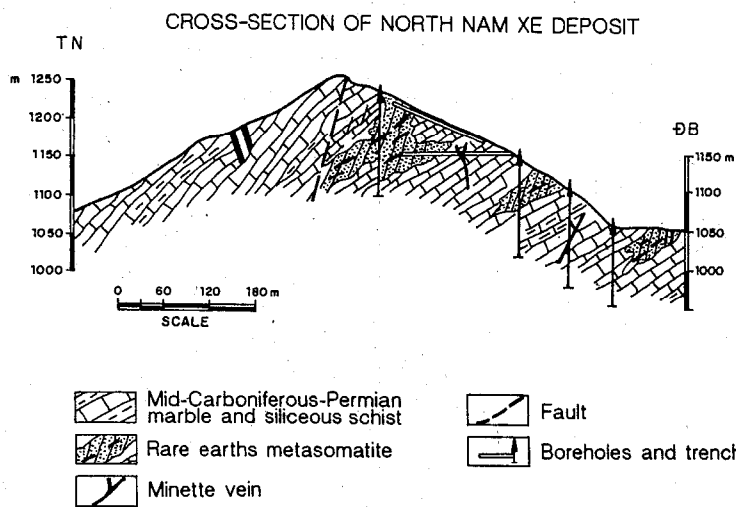 CROSS-SECTION OF NORTH NAM XE DEPOSIT
TN
m 1250
1200
1150
1100
1050
1000
ĐB
1150 m
1100
1050
1000
0 60 120 180 m
SCALE
Mid-Carboniferous-Permian
marble and siliceous schist
Rare earths metasomatite
Minette vein
Fault
Boreholes and trench